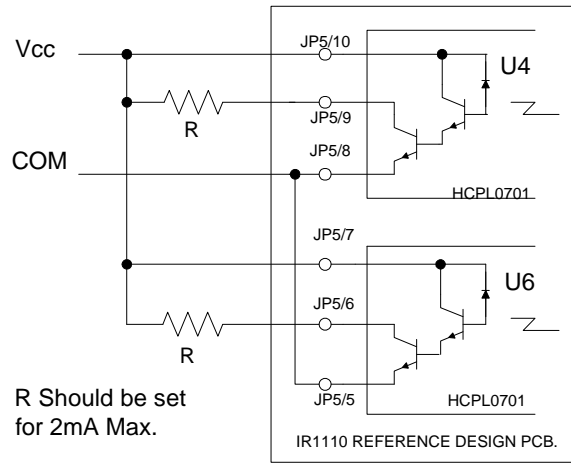 Vcc
JP5/10
U4
R
JP5/9
COM
JP5/8
HCPL0701
JP5/7
U6
JP5/6
R
HCPL0701
JP5/5
R Should be set
for 2mA Max.
IR1110 REFERENCE DESIGN PCB.